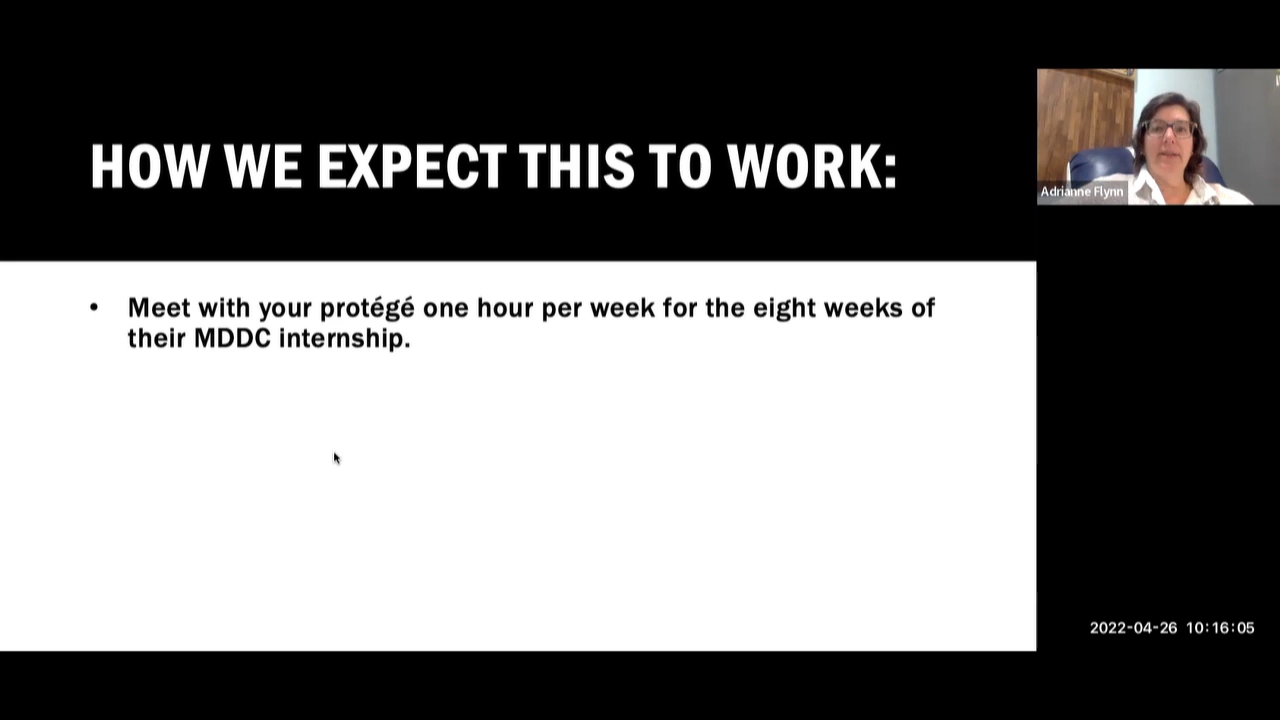 HOW WE EXPECT THIS TO WORK:
• Meet with your protégé one hour per week for the eight weeks of
their MDDC internship.
Adrianne Flynn
2022-04-26 10:16:05